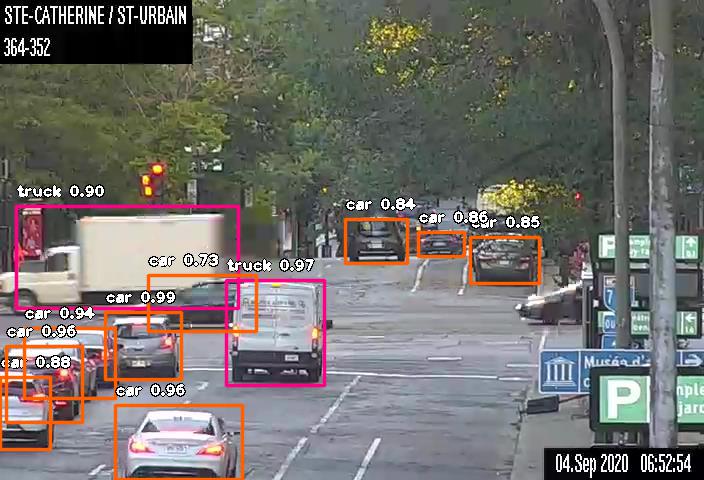 STE-CATHERINE / ST-URBAIN
364-352
truck 0.90
car 0.84
car 0.86
car 0.85
car 0.73
truck 0.97
car 0.99
car 0.94
car 0.96
car 0.88
car 0.96
7
Musée d'a
P
04.Sep 2020 06:52:54